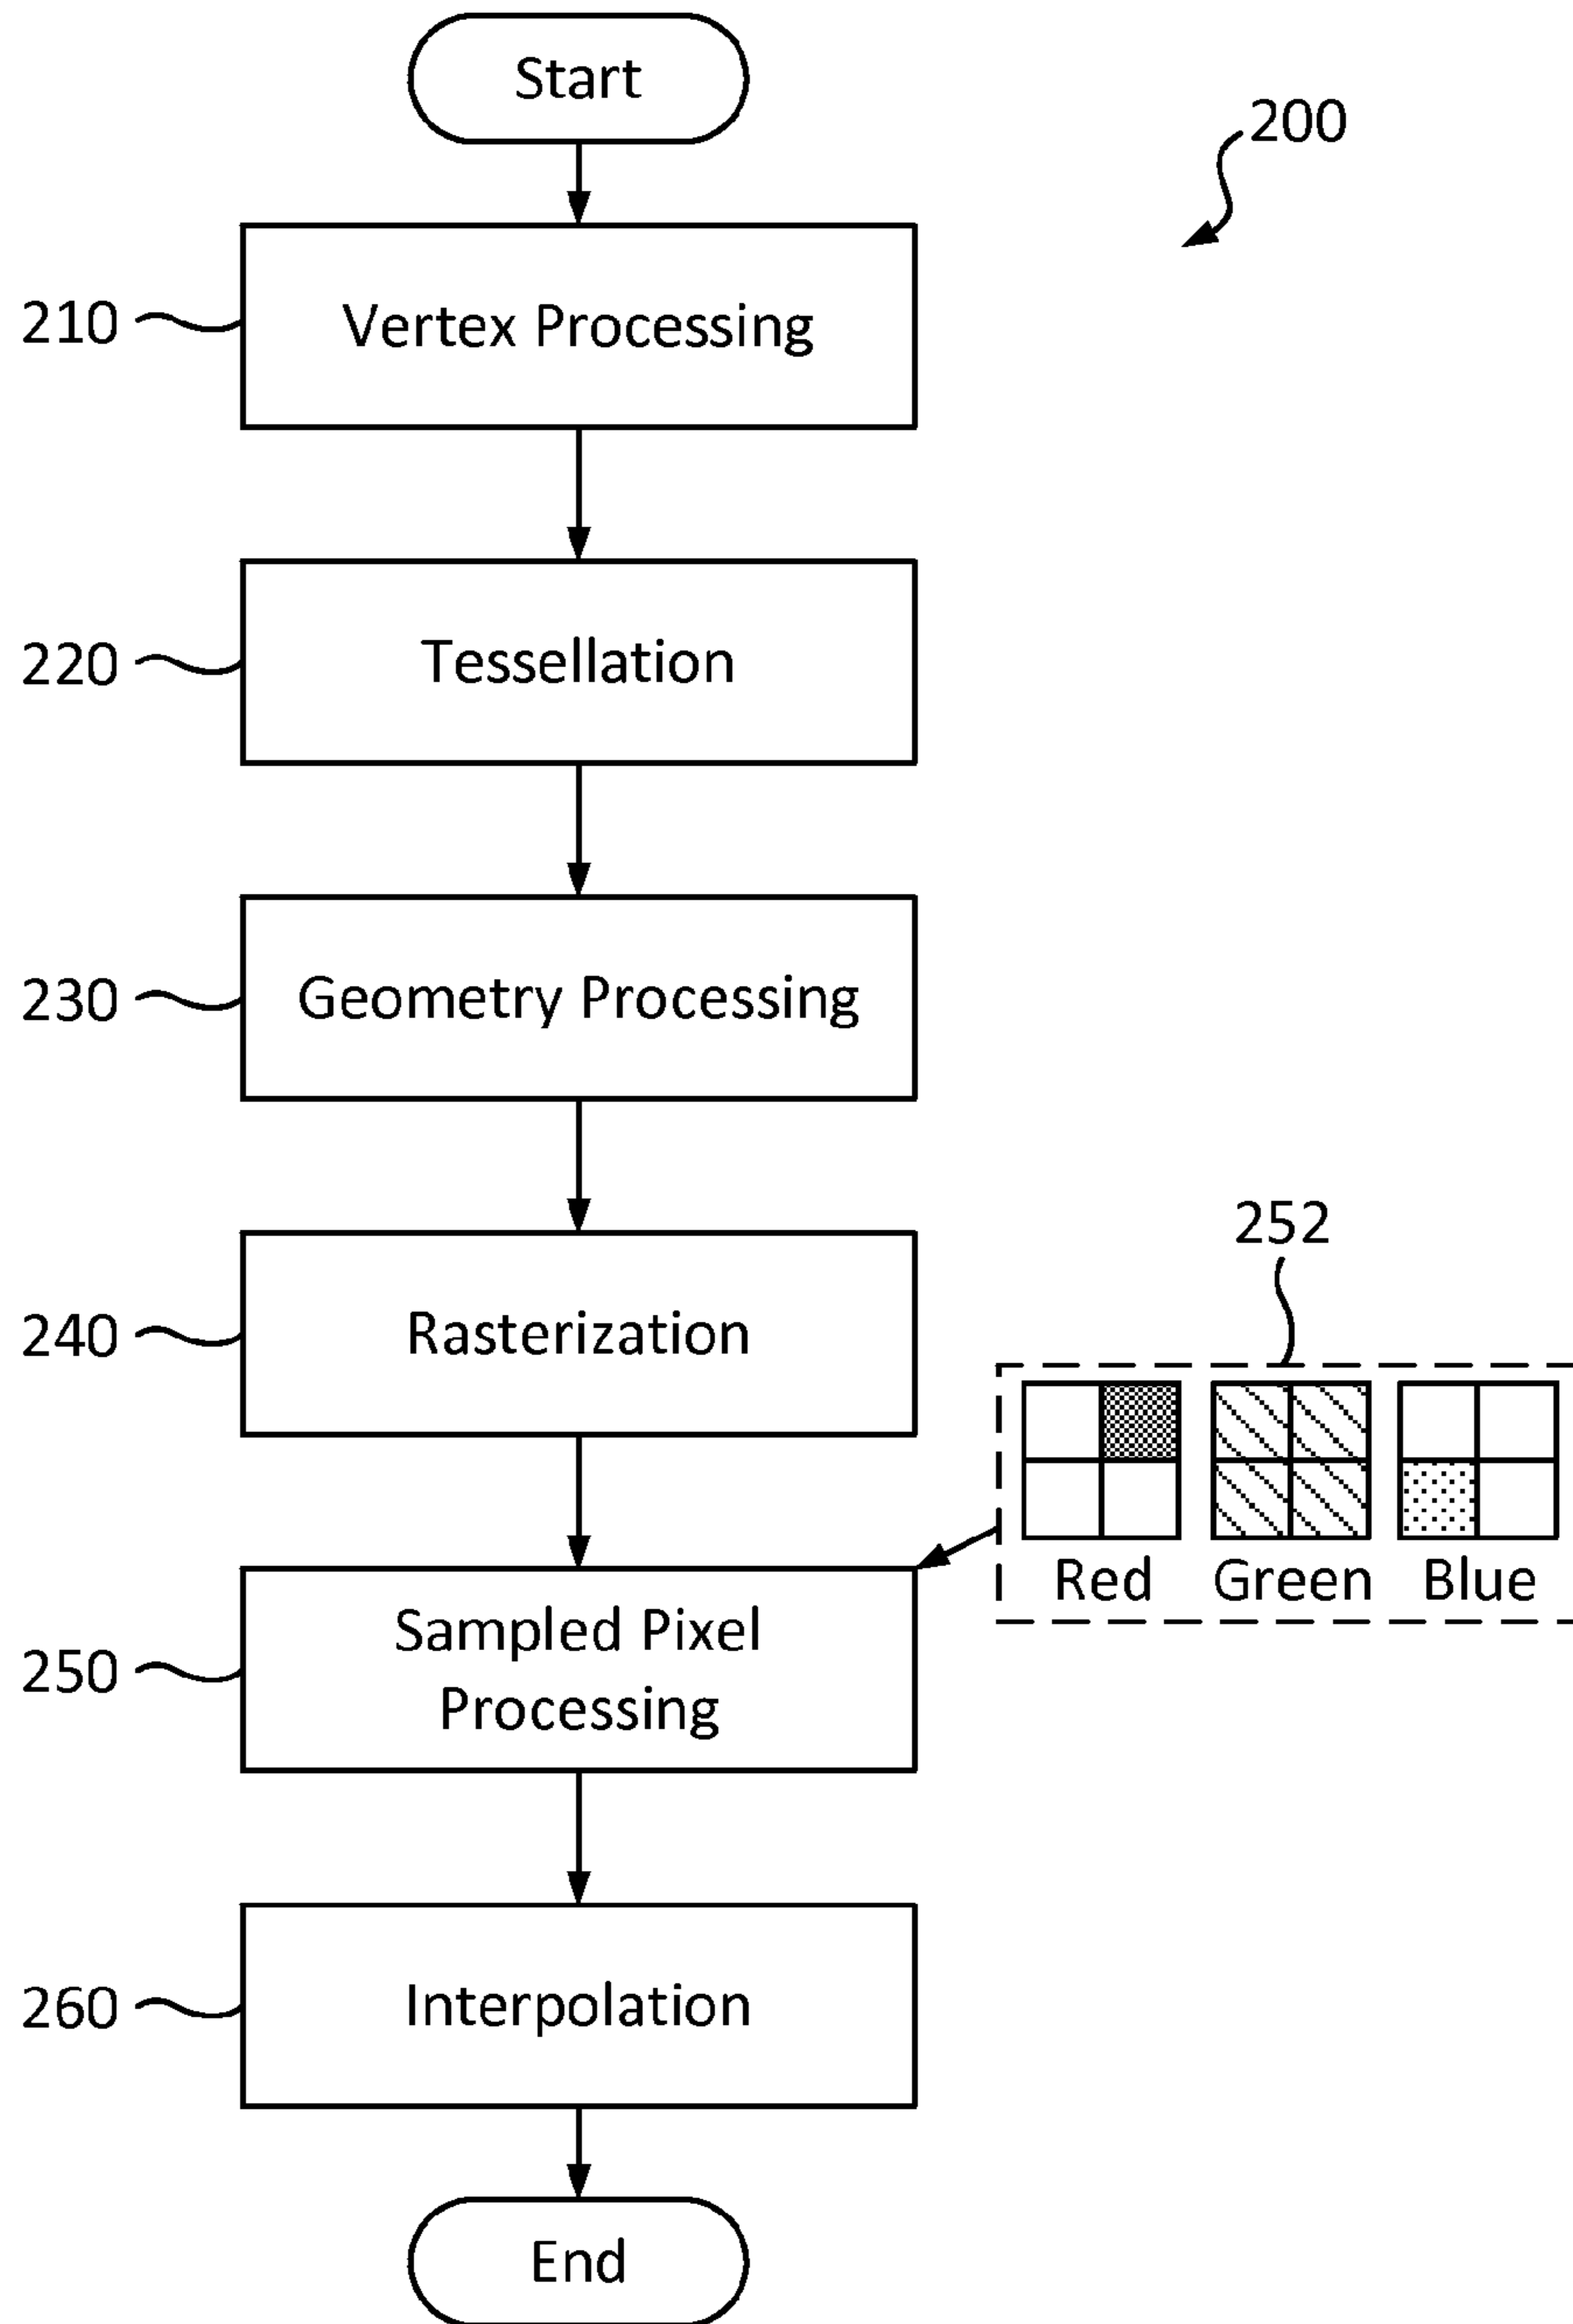 Start
200
210
Vertex Processing
220
Tessellation
230
Geometry Processing
240
Rasterization
252
Red Green Blue
250
Sampled Pixel
Processing
260
Interpolation
End